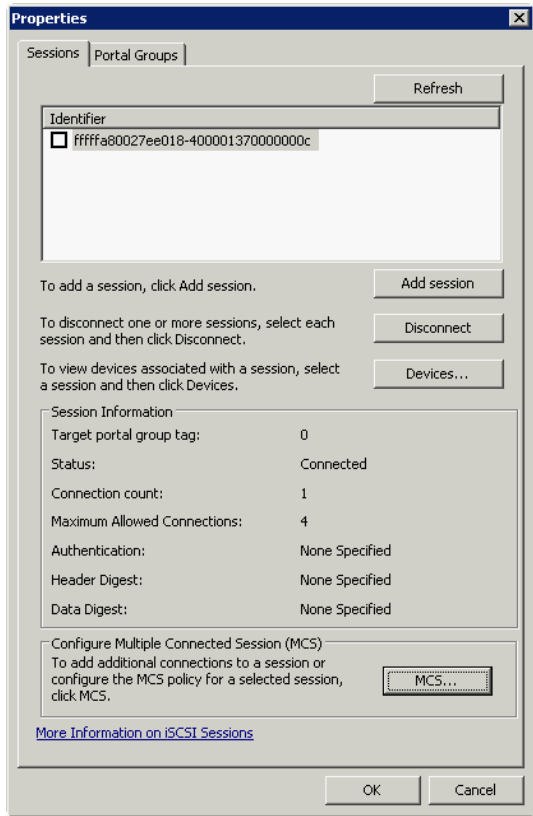 Properties
Sessions Portal Groups
Refresh
Identifier
fffffa80027ee018-400001370000000c
To add a session, click Add session.
Add session
To disconnect one or more sessions, select each
session and then click Disconnect.
Disconnect
To view devices associated with a session, select
a session and then click Devices.
Devices...
Session Information
Target portal group tag: 0
Status: Connected
Connection count: 1
Maximum Allowed Connections: 4
Authentication: None Specified
Header Digest: None Specified
Data Digest: None Specified
Configure Multiple Connected Session (MCS)
To add additional connections to a session or
configure the MCS policy for a selected session,
click MCS.
MCS...
More Information on iSCSI Sessions
OK Cancel